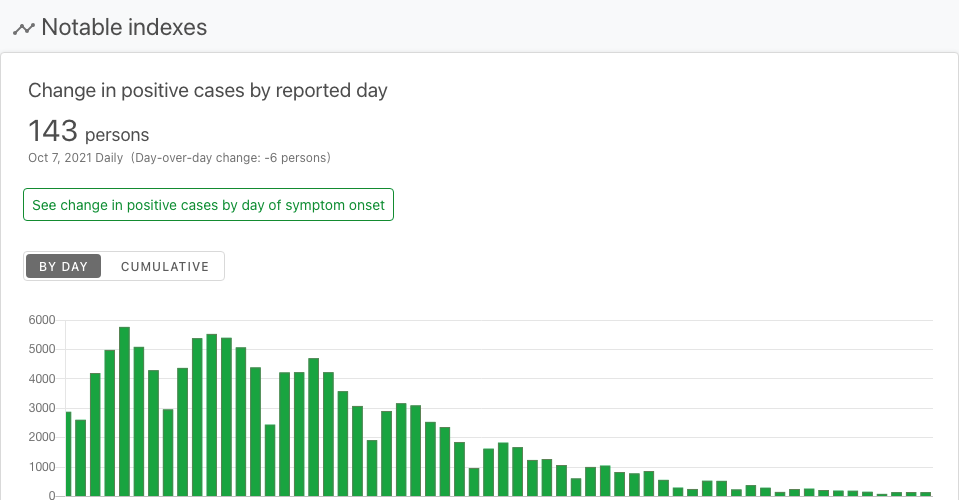 Notable indexes
Change in positive cases by reported day
143 persons
Oct 7, 2021 Daily (Day-over-day change: -6 persons)
See change in positive cases by day of symptom onset
BY DAY CUMULATIVE
6000
5000
4000
3000
2000
1000
0